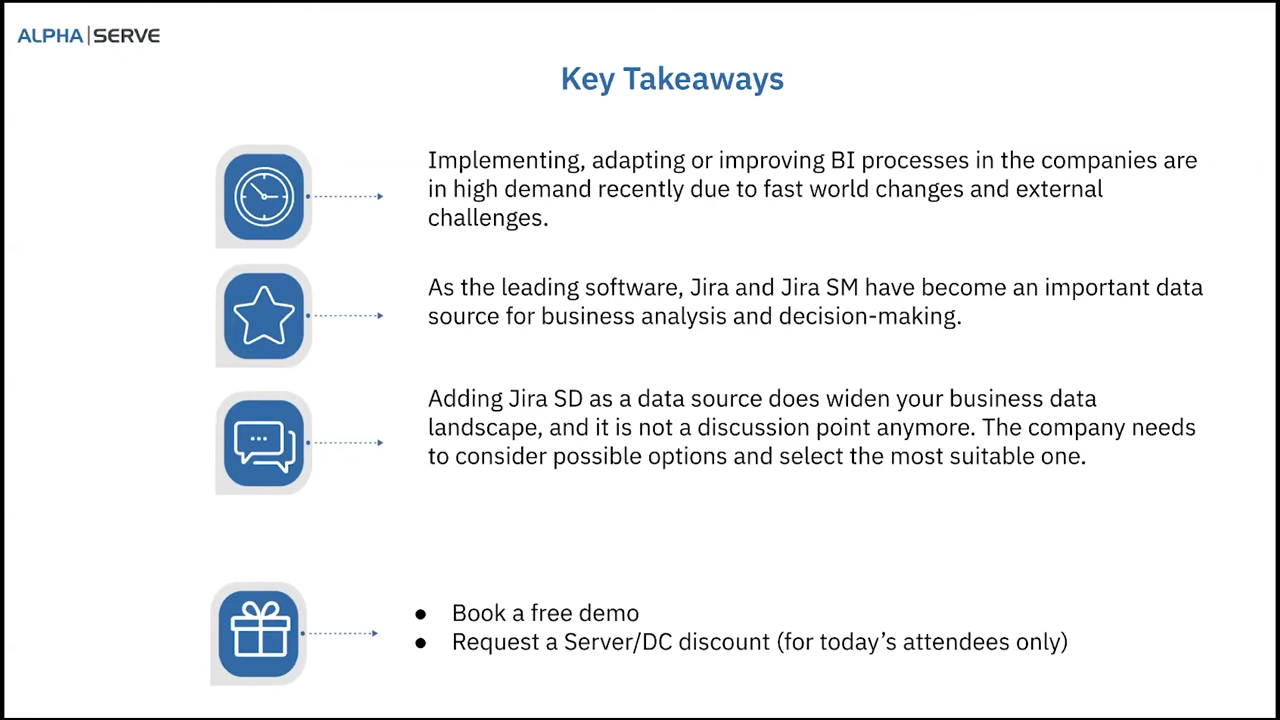 ALPHA|SERVE
Key Takeaways
Implementing, adapting or improving BI processes in the companies are
in high demand recently due to fast world changes and external
challenges.
As the leading software, Jira and Jira SM have become an important data
source for business analysis and decision-making.
Adding Jira SD as a data source does widen your business data
landscape, and it is not a discussion point anymore. The company needs
to consider possible options and select the most suitable one.
● Book a free demo
● Request a Server/DC discount (for today’s attendees only)